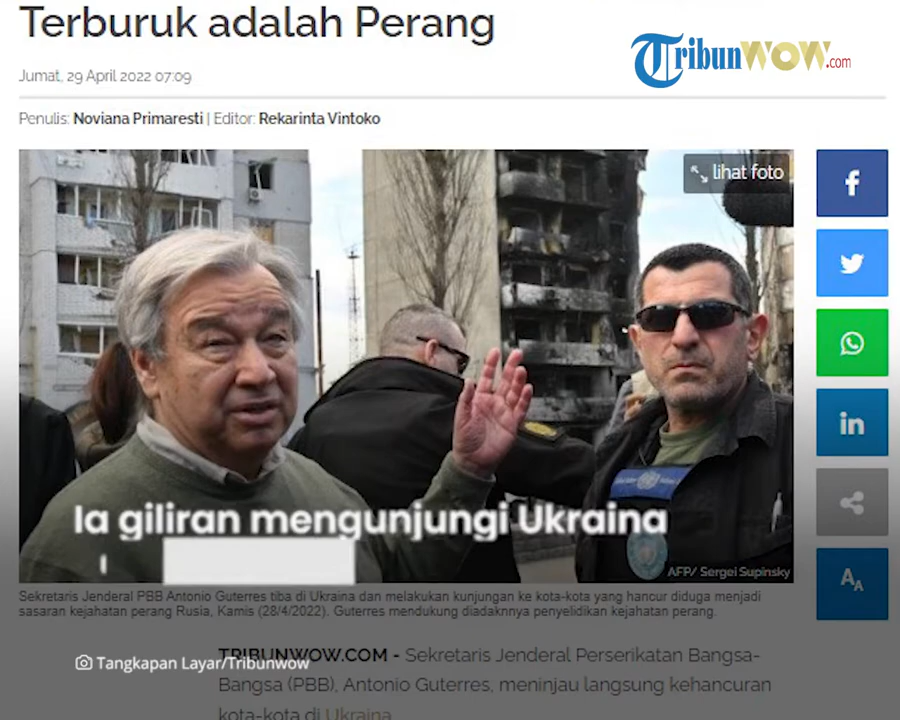 Terburuk adalah Perang
TribunWOW.com
Jumat, 29 April 2022 07:09
Penulis: Noviana Primaresti | Editor: Rekarinta Vintoko
lihat foto
Ia giliran mengunjungi Ukraina
AFP/ Sergei Supinsky
Sekretaris Jenderal PBB Antonio Guterres tiba di Ukraina dan melakukan kunjungan ke kota-kota yang hancur diduga menjadi
sasaran kejahatan perang Rusia, Kamis (28/4/2022). Guterres mendukung diadaknnya penyelidikan kejahatan perang.
TRIBUNWOW.COM - Sekretaris Jenderal Perserikatan Bangsa-
Tangkapan Layar/Tribunwow
Bangsa (PBB), Antonio Guterres, meninjau langsung kehancuran
kota-kota di Ukraina